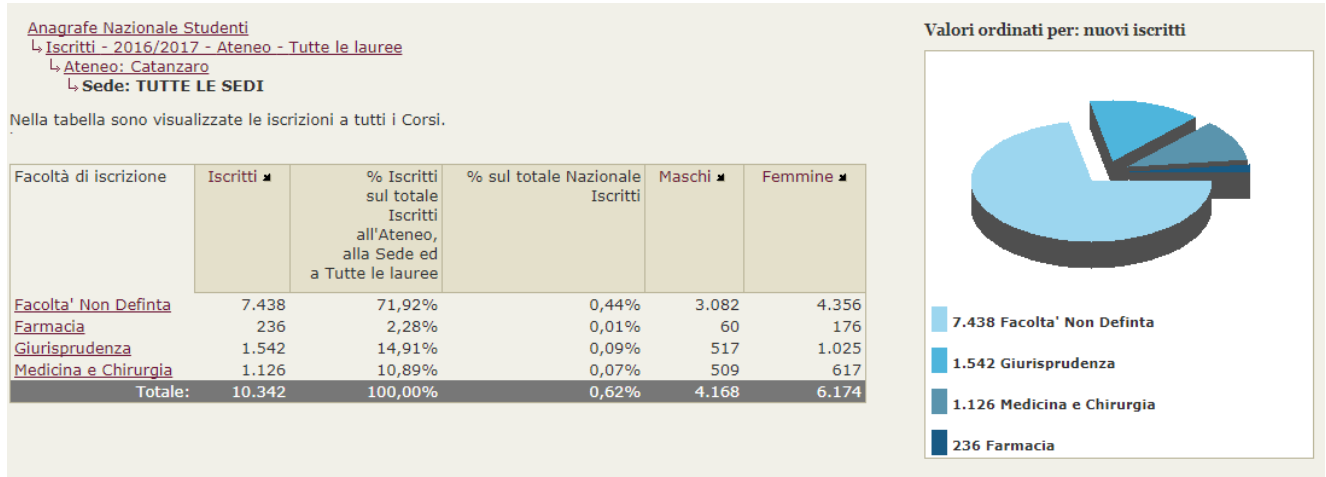 Anagrafe Nazionale Studenti
↳ Iscritti - 2016/2017 - Ateneo - Tutte le lauree
↳ Ateneo: Catanzaro
↳ Sede: TUTTE LE SEDI
Nella tabella sono visualizzate le iscrizioni a tutti i Corsi.
Facoltà di iscrizione Iscritti % Iscritti sul totale Iscritti all'Ateneo, alla Sede ed a Tutte le lauree % sul totale Nazionale Iscritti Maschi Femmine
Facolta' Non Definta 7.438 71,92% 0,44% 3.082 4.356
Farmacia 236 2,28% 0,01% 60 176
Giurisprudenza 1.542 14,91% 0,09% 517 1.025
Medicina e Chirurgia 1.126 10,89% 0,07% 509 617
Totale: 10.342 100,00% 0,62% 4.168 6.174
Valori ordinati per: nuovi iscritti
7.438 Facolta' Non Definta
1.542 Giurisprudenza
1.126 Medicina e Chirurgia
236 Farmacia